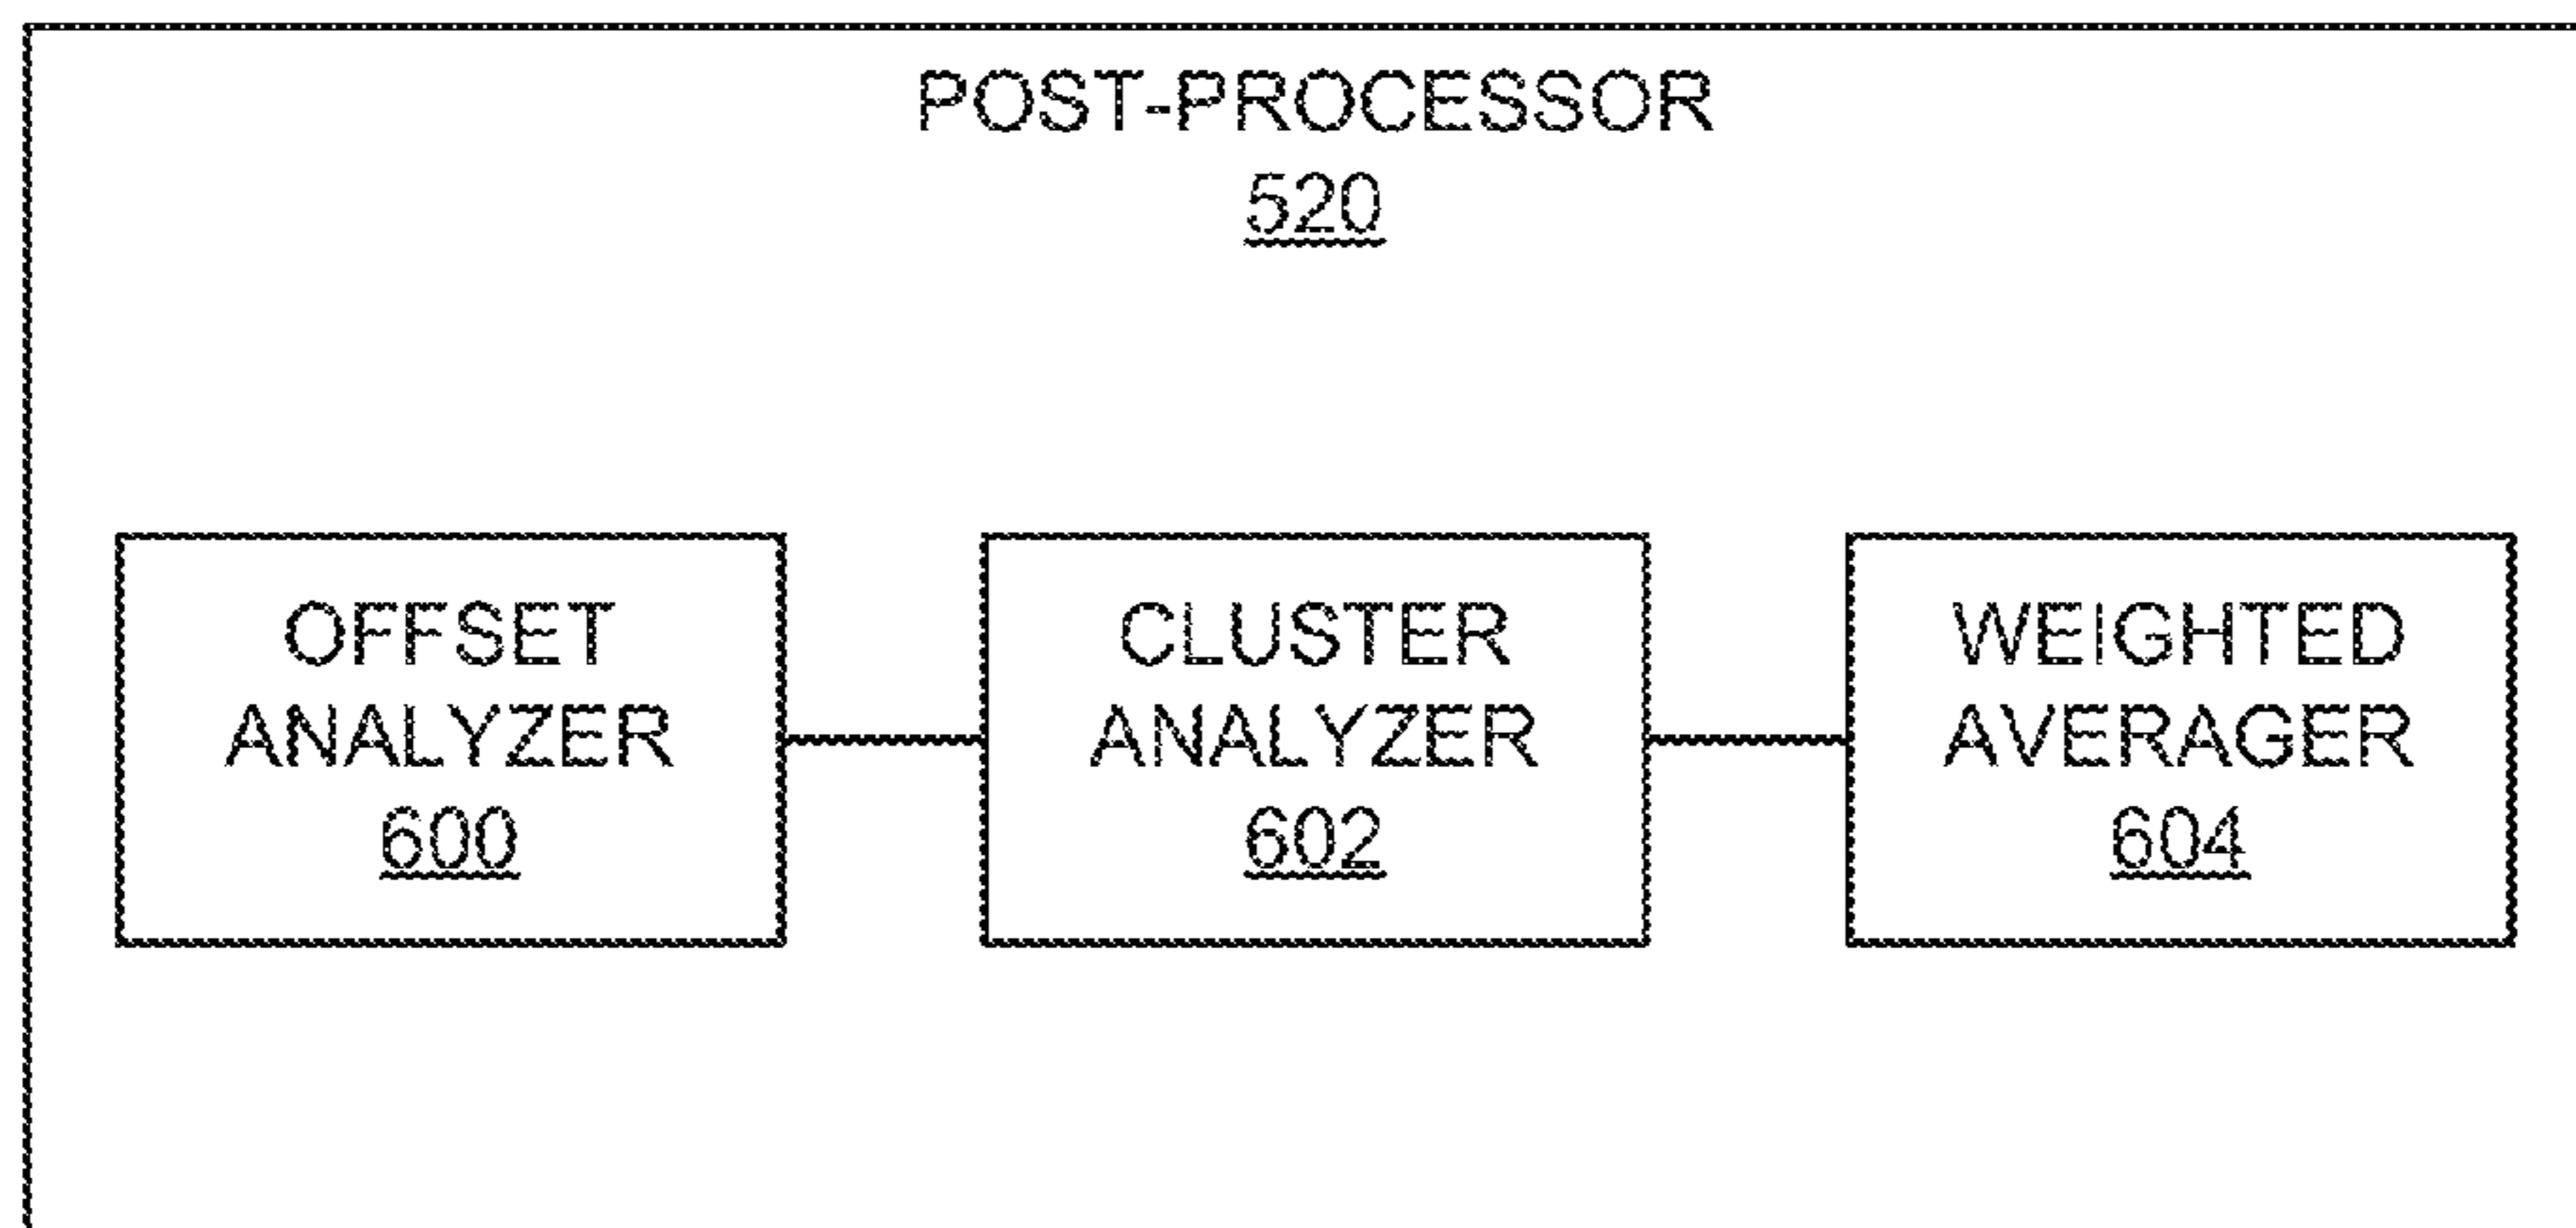 POST-PROCESSOR
520
OFFSET
ANALYZER
600
CLUSTER
ANALYZER
602
WEIGHTED
AVERAGER
604